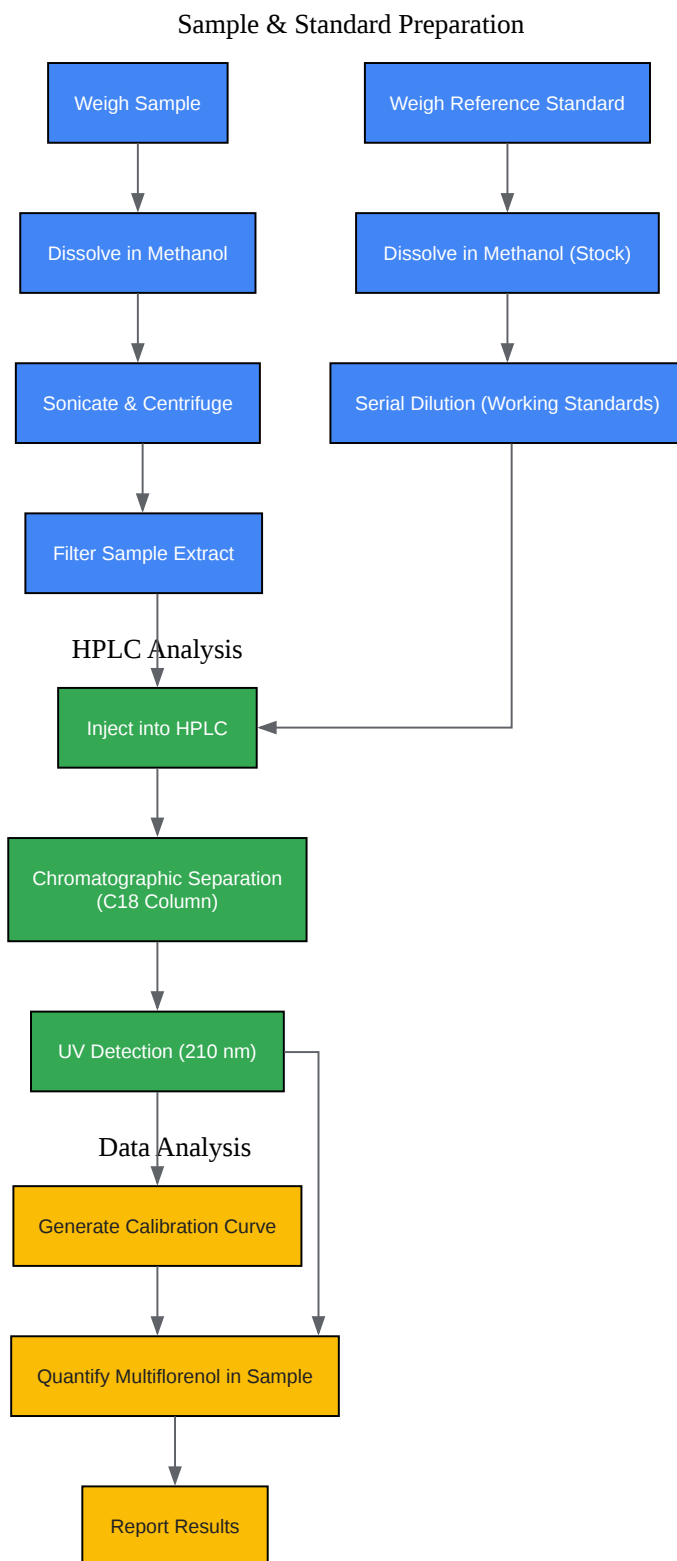 Sample & Standard Preparation
Weigh Sample
Weigh Reference Standard
Dissolve in Methanol
Dissolve in Methanol (Stock)
Sonicate & Centrifuge
Serial Dilution (Working Standards)
Filter Sample Extract
HPLC Analysis
Inject into HPLC
Chromatographic Separation
(C18 Column)
UV Detection (210 nm)
Data Analysis
Generate Calibration Curve
Quantify Multiflorenol in Sample
Report Results